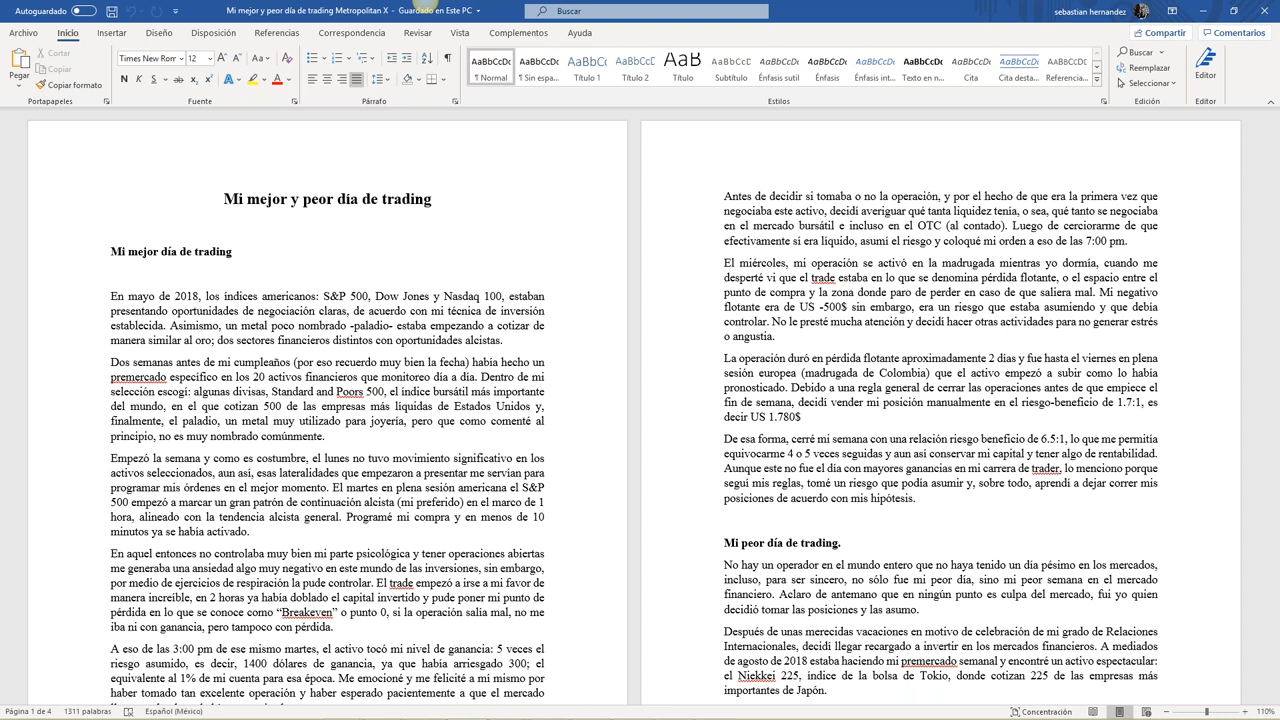 Autoguardado
Mi mejor y peor día de trading Metropolitan X - Guardado en Este PC
Buscar
sebastian hernandez
Archivo Inicio Insertar Diseño Disposición Referencias Correspondencia Revisar Vista Complementos Ayuda
Compartir Comentarios
Pegar
Cortar
Copiar
Copiar formato
Portapapeles
Times New Rom 12
N K S ab x₂ x²
Fuente
Párrafo
AaBbCcDc ¶ Normal
AaBbCcDc ¶ Sin espa...
AaBbCc Título 1
AaBbCcC Título 2
AaB Título
AaBbCcD Subtítulo
AaBbCcDc Énfasis sutil
AaBbCcDc Énfasis
AaBbCcDc Énfasis int...
AaBbCcDc Texto en n...
AaBbCcDc Cita
AaBbCcDc Cita desta...
AABBCCDC Referencia...
Estilos
Buscar
Reemplazar
Seleccionar
Edición
Editor
Editor
Mi mejor y peor día de trading
Mi mejor día de trading
En mayo de 2018, los índices americanos: S&P 500, Dow Jones y Nasdaq 100, estaban
presentando oportunidades de negociación claras, de acuerdo con mi técnica de inversión
establecida. Asimismo, un metal poco nombrado -paladio- estaba empezando a cotizar de
manera similar al oro; dos sectores financieros distintos con oportunidades alcistas.
Dos semanas antes de mi cumpleaños (por eso recuerdo muy bien la fecha) había hecho un
premercado específico en los 20 activos financieros que monitoreo día a día. Dentro de mi
selección escogí: algunas divisas, Standard and Poors 500, el índice bursátil más importante
del mundo, en el que cotizan 500 de las empresas más líquidas de Estados Unidos y,
finalmente, el paladio, un metal muy utilizado para joyería, pero que como comenté al
principio, no es muy nombrado comúnmente.
Empezó la semana y como es costumbre, el lunes no tuvo movimiento significativo en los
activos seleccionados, aun así, esas lateralidades que empezaron a presentar me servían para
programar mis órdenes en el mejor momento. El martes en plena sesión americana el S&P
500 empezó a marcar un gran patrón de continuación alcista (mi preferido) en el marco de 1
hora, alineado con la tendencia alcista general. Programé mi compra y en menos de 10
minutos ya se había activado.
En aquel entonces no controlaba muy bien mi parte psicológica y tener operaciones abiertas
me generaba una ansiedad algo muy negativo en este mundo de las inversiones, sin embargo,
por medio de ejercicios de respiración la pude controlar. El trade empezó a irse a mi favor de
manera increíble, en 2 horas ya había doblado el capital invertido y pude poner mi punto de
pérdida en lo que se conoce como “Breakeven” o punto 0, si la operación salía mal, no me
iba ni con ganancia, pero tampoco con pérdida.
A eso de las 3:00 pm de ese mismo martes, el activo tocó mi nivel de ganancia: 5 veces el
riesgo asumido, es decir, 1400 dólares de ganancia, ya que había arriesgado 300; el
equivalente al 1% de mi cuenta para esa época. Me emocioné y me felicité a mí mismo por
haber tomado tan excelente operación y haber esperado pacientemente a que el mercado
Antes de decidir si tomaba o no la operación, y por el hecho de que era la primera vez que
negociaba este activo, decidí averiguar qué tanta liquidez tenía, o sea, qué tanto se negociaba
en el mercado bursátil e incluso en el OTC (al contado). Luego de cerciorarme de que
efectivamente sí era líquido, asumí el riesgo y coloqué mi orden a eso de las 7:00 pm.
El miércoles, mi operación se activó en la madrugada mientras yo dormía, cuando me
desperté vi que el trade estaba en lo que se denomina pérdida flotante, o el espacio entre el
punto de compra y la zona donde paro de perder en caso de que saliera mal. Mi negativo
flotante era de US -500$ sin embargo, era un riesgo que estaba asumiendo y que debía
controlar. No le presté mucha atención y decidí hacer otras actividades para no generar estrés
o angustia.
La operación duró en pérdida flotante aproximadamente 2 días y fue hasta el viernes en plena
sesión europea (madrugada de Colombia) que el activo empezó a subir como lo había
pronosticado. Debido a una regla general de cerrar las operaciones antes de que empiece el
fin de semana, decidí vender mi posición manualmente en el riesgo-beneficio de 1.7:1, es
decir US 1.780$
De esa forma, cerré mi semana con una relación riesgo beneficio de 6.5:1, lo que me permitía
equivocarme 4 o 5 veces seguidas y aun así conservar mi capital y tener algo de rentabilidad.
Aunque este no fue el día con mayores ganancias en mi carrera de trader, lo menciono porque
seguí mis reglas, tomé un riesgo que podía asumir y, sobre todo, aprendí a dejar correr mis
posiciones de acuerdo con mis hipótesis.
Mi peor día de trading.
No hay un operador en el mundo entero que no haya tenido un día pésimo en los mercados,
incluso, para ser sincero, no sólo fue mi peor día, sino mi peor semana en el mercado
financiero. Aclaro de antemano que en ningún punto es culpa del mercado, fui yo quien
decidió tomar las posiciones y las asumo.
Después de unas merecidas vacaciones en motivo de celebración de mi grado de Relaciones
Internacionales, decidí llegar recargado a invertir en los mercados financieros. A mediados
de agosto de 2018 estaba haciendo mi premercado semanal y encontré un activo espectacular:
el Niekkei 225, índice de la bolsa de Tokio, donde cotizan 225 de las empresas más
importantes de Japón.
Página 1 de 4 1311 palabras Español (México)
Concentración 110%